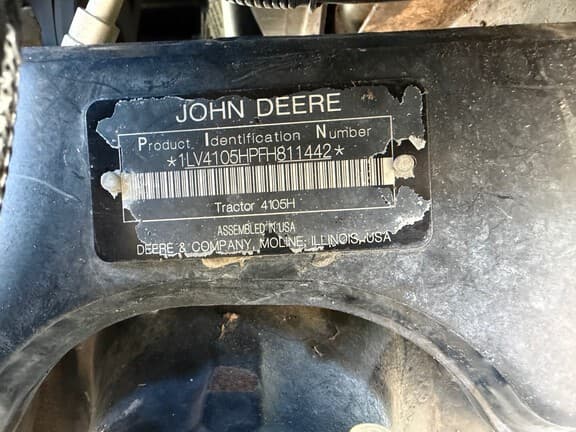 JOHN DEERE
Product Identification Number
*1LV4105HPFH811442*
Tractor 4105H
ASSEMBLED IN USA
DEERE & COMPANY, MOLINE, ILLINOIS, USA